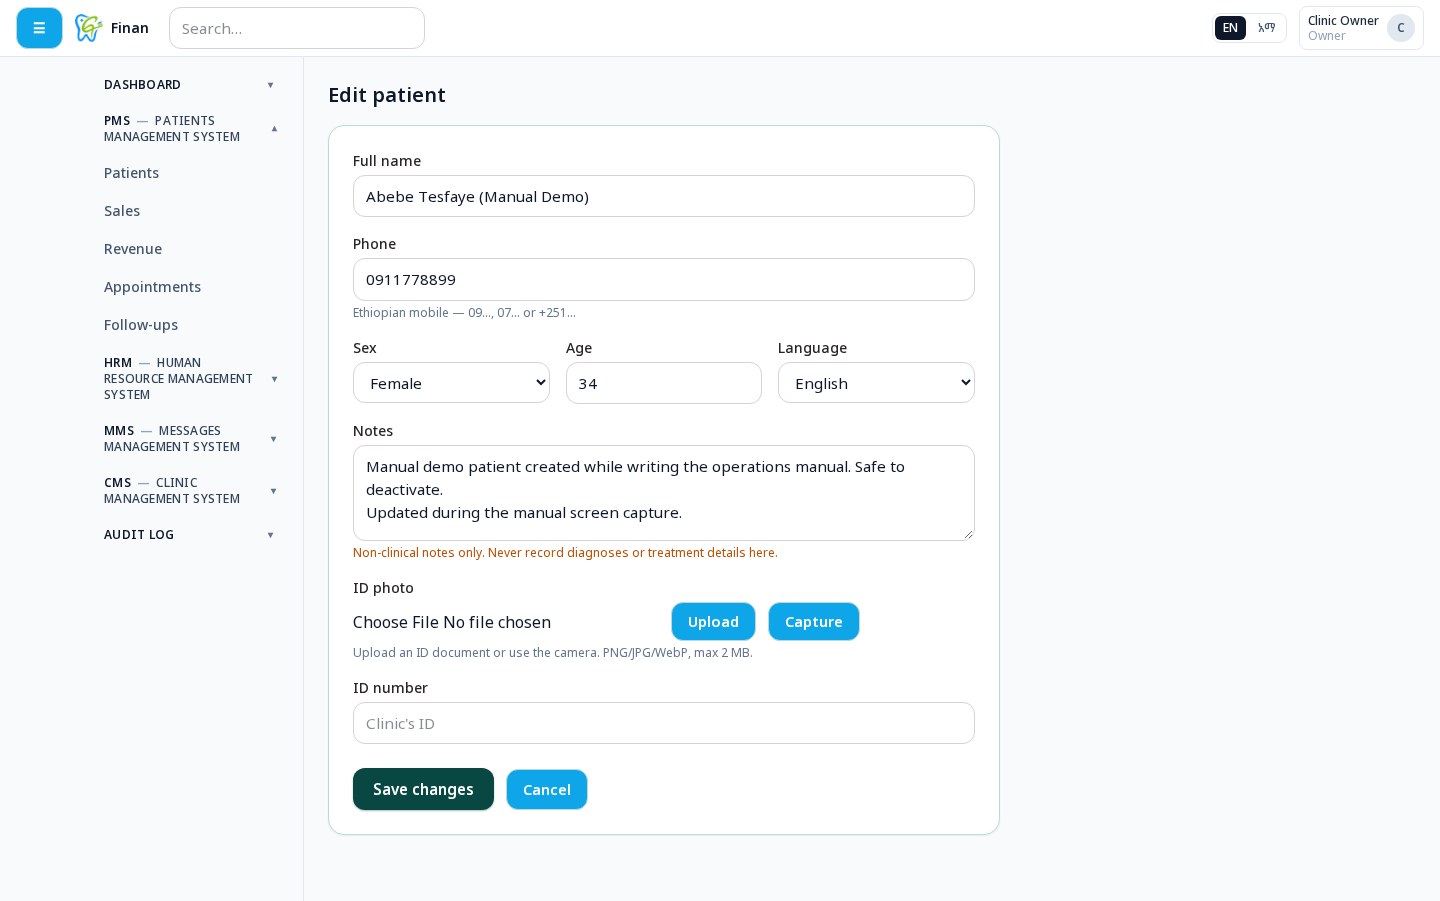 ☰
Finan
Search...
EN
አማ
Clinic Owner
Owner
C
DASHBOARD ▾
PMS — PATIENTS
MANAGEMENT SYSTEM ▴
Patients
Sales
Revenue
Appointments
Follow-ups
HRM — HUMAN
RESOURCE MANAGEMENT ▾
SYSTEM
MMS — MESSAGES
MANAGEMENT SYSTEM ▾
CMS — CLINIC
MANAGEMENT SYSTEM ▾
AUDIT LOG ▾
Edit patient
Full name
Abebe Tesfaye (Manual Demo)
Phone
0911778899
Ethiopian mobile — 09..., 07... or +251...
Sex Age Language
Female 34 English
Notes
Manual demo patient created while writing the operations manual. Safe to
deactivate.
Updated during the manual screen capture.
Non-clinical notes only. Never record diagnoses or treatment details here.
ID photo
Choose File No file chosen Upload Capture
Upload an ID document or use the camera. PNG/JPG/WebP, max 2 MB.
ID number
Clinic's ID
Save changes Cancel